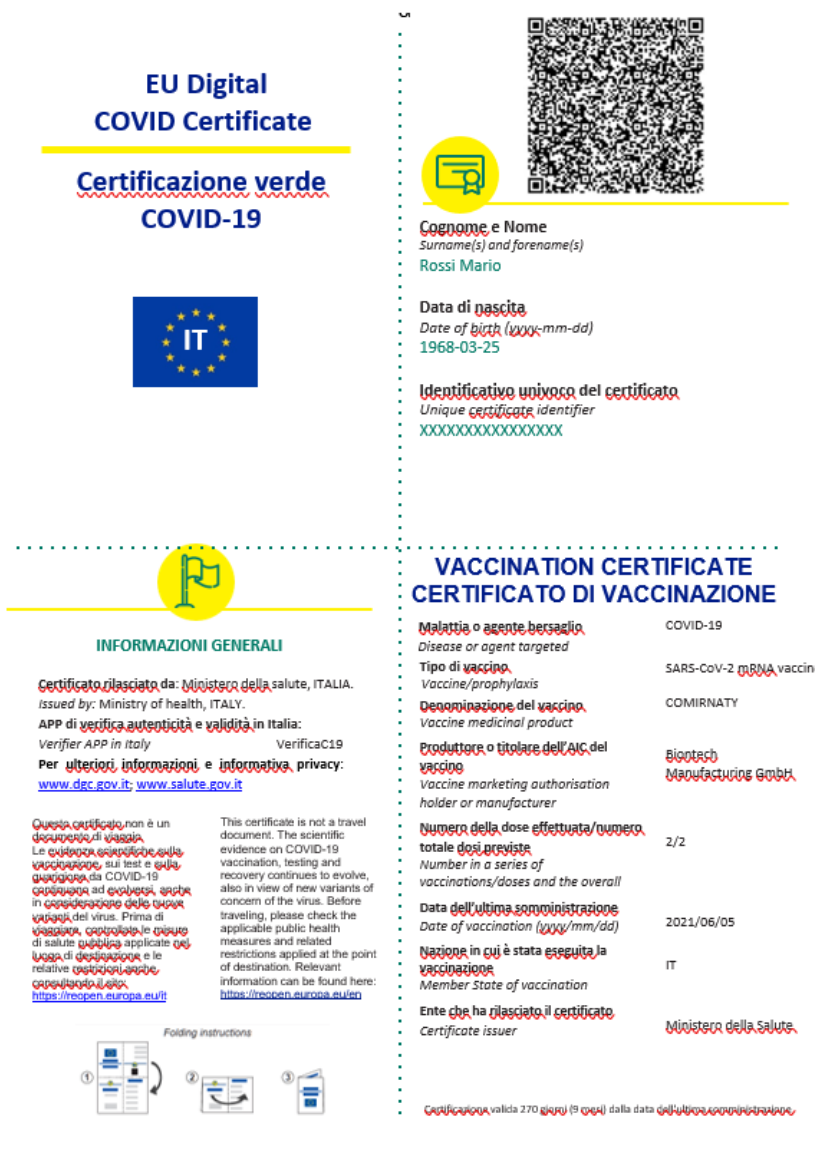 EU Digital
COVID Certificate
Certificazione verde
COVID-19
IT
Cognome e Nome
Surname(s) and forename(s)
Rossi Mario
Data di nascita
Date of birth (yyyy-mm-dd)
1968-03-25
Identificativo univoco del certificato
Unique certificate identifier
XXXXXXXXXXXXXXXX
INFORMAZIONI GENERALI
Certificato rilasciato da: Ministero della salute, ITALIA.
Issued by: Ministry of health, ITALY.
APP di verifica autenticità e validità in Italia:
Verifier APP in Italy VerificaC19
Per ulteriori informazioni e informativa privacy:
www.dgc.gov.it; www.salute.gov.it
Questo certificato non è un
documento di viaggio.
Le evidenze scientifiche sulla
vaccinazione, sui test e sulla
guarigione da COVID-19
continuano ad evolversi, anche
in considerazione delle nuove
varianti del virus. Prima di
viaggiare, controllate le misure
di salute pubblica applicate nel
luogo di destinazione e le
relative restrizioni anche
consultando il sito:
https://reopen.europa.eu/it
This certificate is not a travel
document. The scientific
evidence on COVID-19
vaccination, testing and
recovery continues to evolve,
also in view of new variants of
concern of the virus. Before
traveling, please check the
applicable public health
measures and related
restrictions applied at the point
of destination. Relevant
information can be found here:
https://reopen.europa.eu/en
Folding instructions
1
2
3
VACCINATION CERTIFICATE
CERTIFICATO DI VACCINAZIONE
Malattia o agente bersaglio COVID-19
Disease or agent targeted
Tipo di vaccino SARS-CoV-2 mRNA vaccin
Vaccine/prophylaxis
Denominazione del vaccino COMIRNATY
Vaccine medicinal product
Produttore o titolare dell'AIC del
vaccino
Biontech
Manufacturing GmbH
Vaccine marketing authorisation
holder or manufacturer
Numero della dose effettuata/numero
totale dosi previste 2/2
Number in a series of
vaccinations/doses and the overall
Data dell'ultima somministrazione
Date of vaccination (yyyy/mm/dd) 2021/06/05
Nazione in cui è stata eseguita la
vaccinazione IT
Member State of vaccination
Ente che ha rilasciato il certificato
Certificate issuer Ministero della Salute
Certificazione valida 270 giorni (9 mesi) dalla data dell'ultima somministrazione